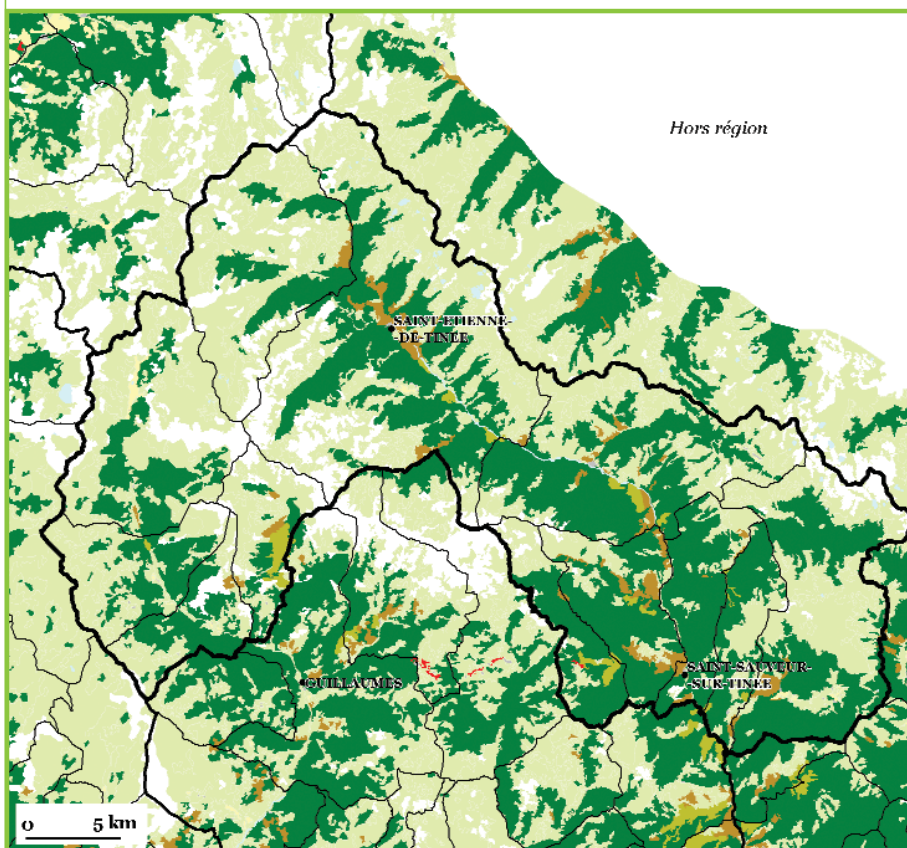 Hors région
SAINT-ETIENNE-
-DE-TINEE
SAINT-SAUVEUR-
-SUR-TINEE
GUILLAUMES
0 5 km